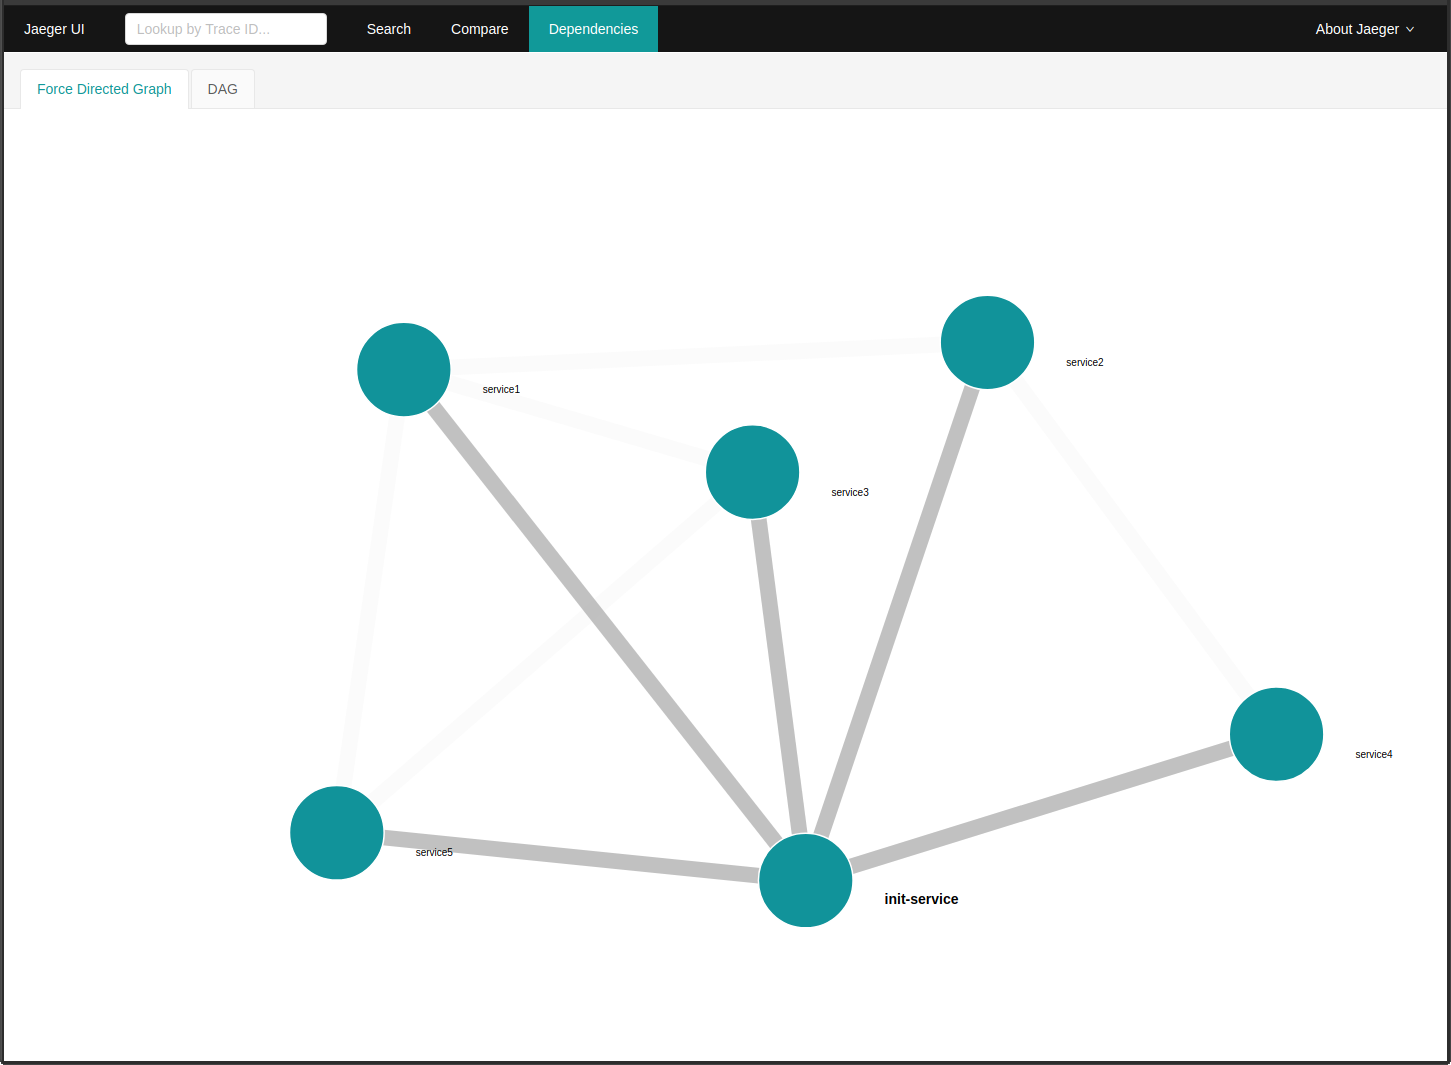 Jaeger UI Lookup by Trace ID... Search Compare Dependencies About Jaeger
Force Directed Graph DAG
service2
service1
service3
service4
service5
init-service